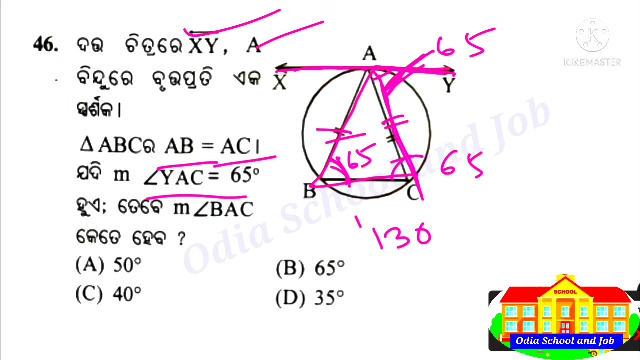 46. ଦତ୍ତ ଚିତ୍ରରେ XY, A
ବିନ୍ଦୁରେ ବୃତ୍ତପ୍ରତି ଏକ
ସ୍ପର୍ଶକ।
Δ ABCର AB = AC।
ଯଦି m ∠YAC = 65°
ହୁଏ; ତେବେ m∠BAC
କେତେ ହେବ ?
(A) 50° (B) 65°
(C) 40° (D) 35°
A
X Y
B C
65
65 65
130
KINEMASTER
Odia School and Job
SCHOOL
Odia School and Job